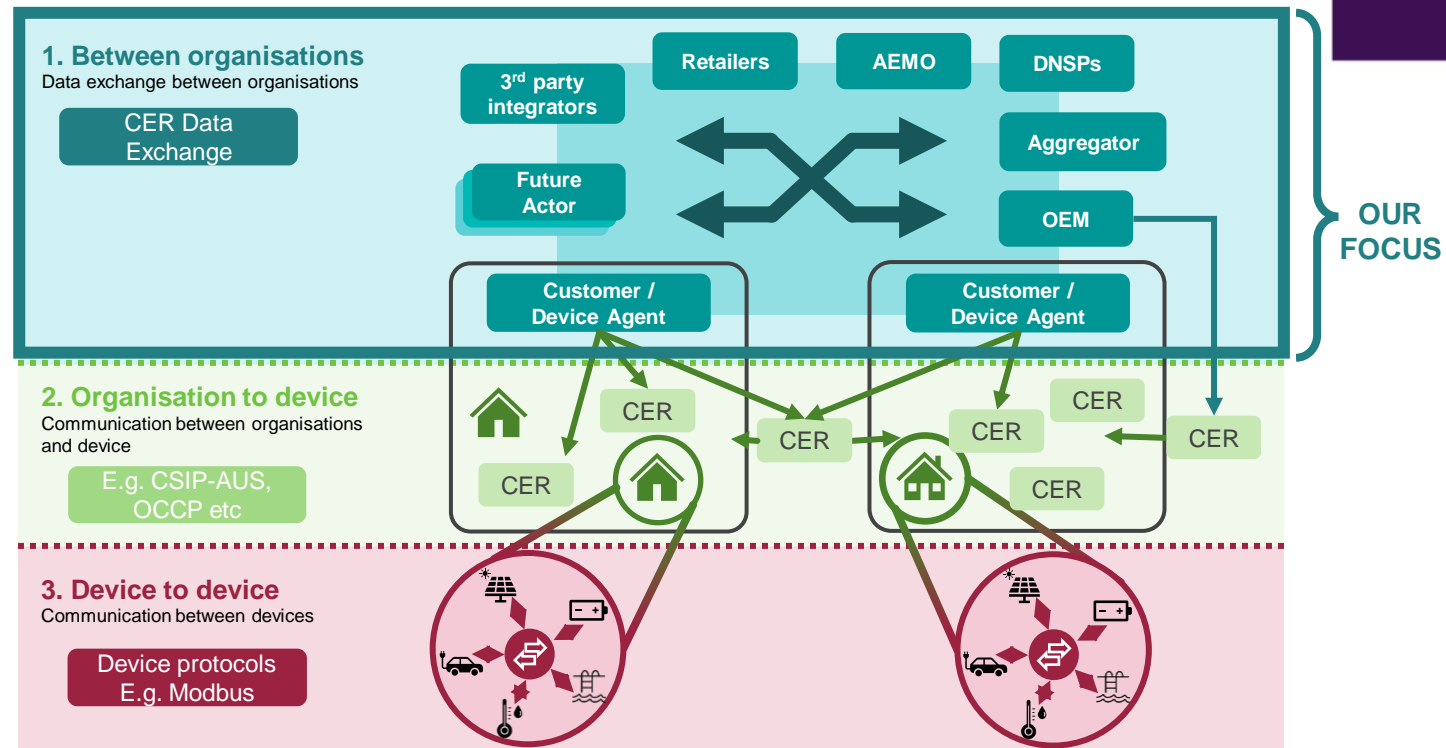 1. Between organisations
Data exchange between organisations
CER Data
Exchange
3rd party
integrators
Retailers
AEMO
DNSPs
Aggregator
Future
Actor
OEM
Customer /
Device Agent
Customer /
Device Agent
OUR
FOCUS
2. Organisation to device
Communication between organisations
and device
E.g. CSIP-AUS,
OCCP etc
CER
CER
CER
CER
CER
CER
CER
3. Device to device
Communication between devices
Device protocols
E.g. Modbus